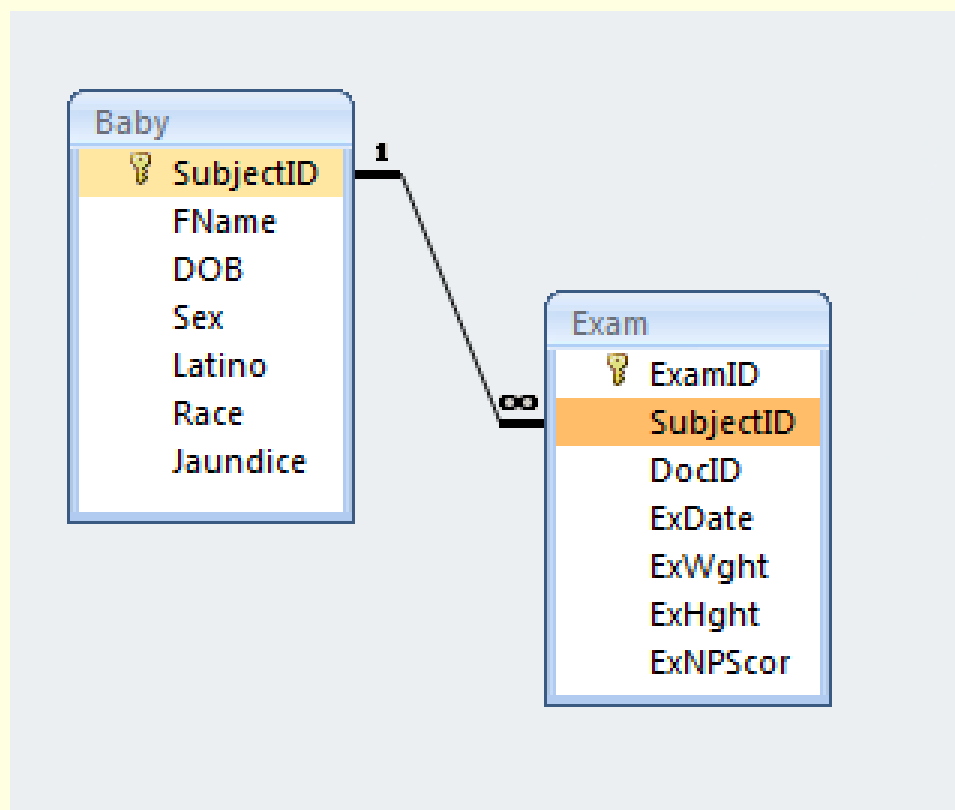 Baby
SubjectID
FName
DOB
Sex
Latino
Race
Jaundice
1
∞
Exam
ExamID
SubjectID
DocID
ExDate
ExWght
ExHght
ExNPScor